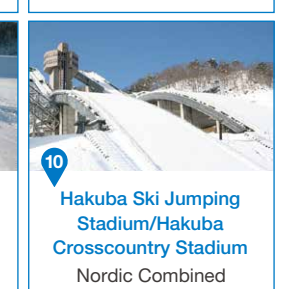 10
Hakuba Ski Jumping
Stadium/Hakuba
Crosscountry Stadium
Nordic Combined